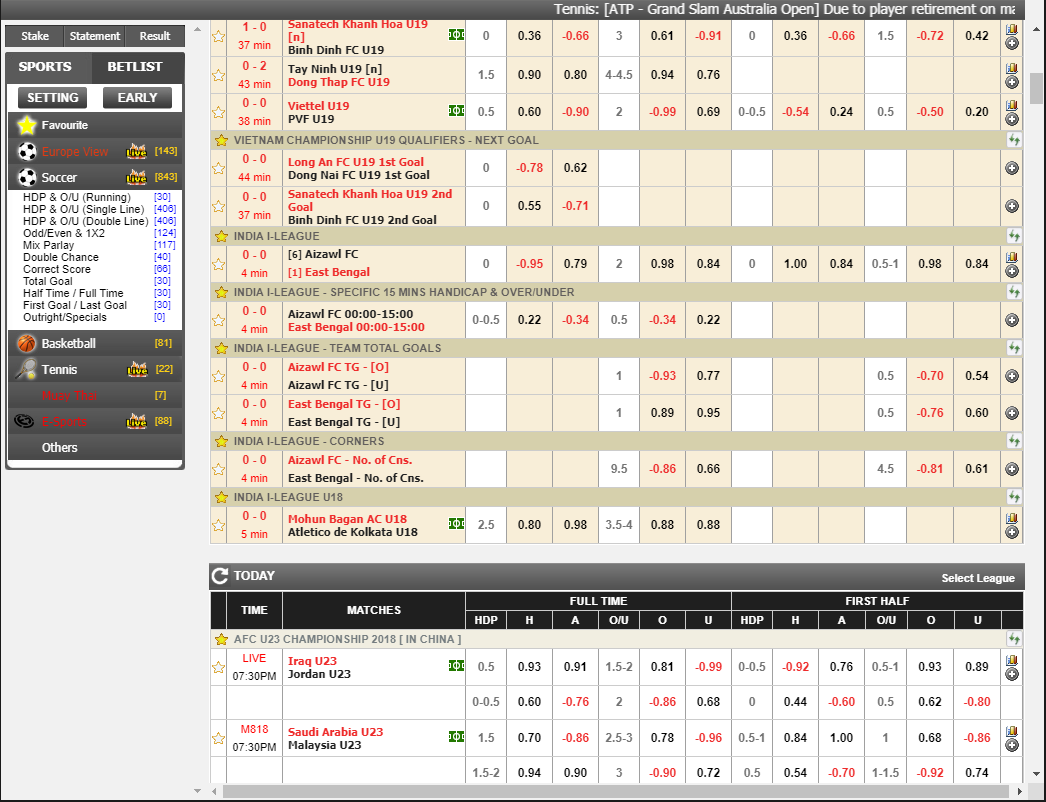 Tennis: [ATP - Grand Slam Australia Open] Due to player retirement on ma
Stake Statement Result
SPORTS BETLIST
SETTING EARLY
Favourite
Europe View Live [143]
Soccer Live [843]
HDP & O/U (Running) [30]
HDP & O/U (Single Line) [406]
HDP & O/U (Double Line) [406]
Odd/Even & 1X2 [124]
Mix Parlay [117]
Double Chance [40]
Correct Score [66]
Total Goal [30]
Half Time / Full Time [30]
First Goal / Last Goal [30]
Outright/Specials [0]
Basketball [81]
Tennis Live [22]
[7]
E-Sports Live [88]
Others
1 - 0 Sanatech Khanh Hoa U19 0 0.36 -0.66 3 0.61 -0.91 0 0.36 -0.66 1.5 -0.72 0.42
[n]
37 min Binh Dinh FC U19
0 - 2 Tay Ninh U19 [n] 1.5 0.90 0.80 4-4.5 0.94 0.76
43 min Dong Thap FC U19
0 - 0 Viettel U19 0.5 0.60 -0.90 2 -0.99 0.69 0-0.5 -0.54 0.24 0.5 -0.50 0.20
38 min PVF U19
VIETNAM CHAMPIONSHIP U19 QUALIFIERS - NEXT GOAL
0 - 0 Long An FC U19 1st Goal 0 -0.78 0.62
44 min Dong Nai FC U19 1st Goal
0 - 0 Sanatech Khanh Hoa U19 2nd 0 0.55 -0.71
Goal
37 min Binh Dinh FC U19 2nd Goal
INDIA I-LEAGUE
0 - 0 [6] Aizawl FC 0 -0.95 0.79 2 0.98 0.84 0 1.00 0.84 0.5-1 0.98 0.84
4 min [1] East Bengal
INDIA I-LEAGUE - SPECIFIC 15 MINS HANDICAP & OVER/UNDER
0 - 0 Aizawl FC 00:00-15:00 0-0.5 0.22 -0.34 0.5 -0.34 0.22
4 min East Bengal 00:00-15:00
INDIA I-LEAGUE - TEAM TOTAL GOALS
0 - 0 Aizawl FC TG - [O] 1 -0.93 0.77 0.5 -0.70 0.54
4 min Aizawl FC TG - [U]
0 - 0 East Bengal TG - [O] 1 0.89 0.95 0.5 -0.76 0.60
4 min East Bengal TG - [U]
INDIA I-LEAGUE - CORNERS
0 - 0 Aizawl FC - No. of Cns. 9.5 -0.86 0.66 4.5 -0.81 0.61
4 min East Bengal - No. of Cns.
INDIA I-LEAGUE U18
0 - 0 Mohun Bagan AC U18 2.5 0.80 0.98 3.5-4 0.88 0.88
5 min Atletico de Kolkata U18
TODAY Select League
TIME MATCHES FULL TIME FIRST HALF
HDP H A O/U O U HDP H A O/U O U
AFC U23 CHAMPIONSHIP 2018 [ IN CHINA ]
LIVE Iraq U23 0.5 0.93 0.91 1.5-2 0.81 -0.99 0-0.5 -0.92 0.76 0.5-1 0.93 0.89
07:30PM Jordan U23
0-0.5 0.60 -0.76 2 -0.86 0.68 0 0.44 -0.60 0.5 0.62 -0.80
M818 Saudi Arabia U23 1.5 0.70 -0.86 2.5-3 0.78 -0.96 0.5-1 0.84 1.00 1 0.68 -0.86
07:30PM Malaysia U23
1.5-2 0.94 0.90 3 -0.90 0.72 0.5 0.54 -0.70 1-1.5 -0.92 0.74